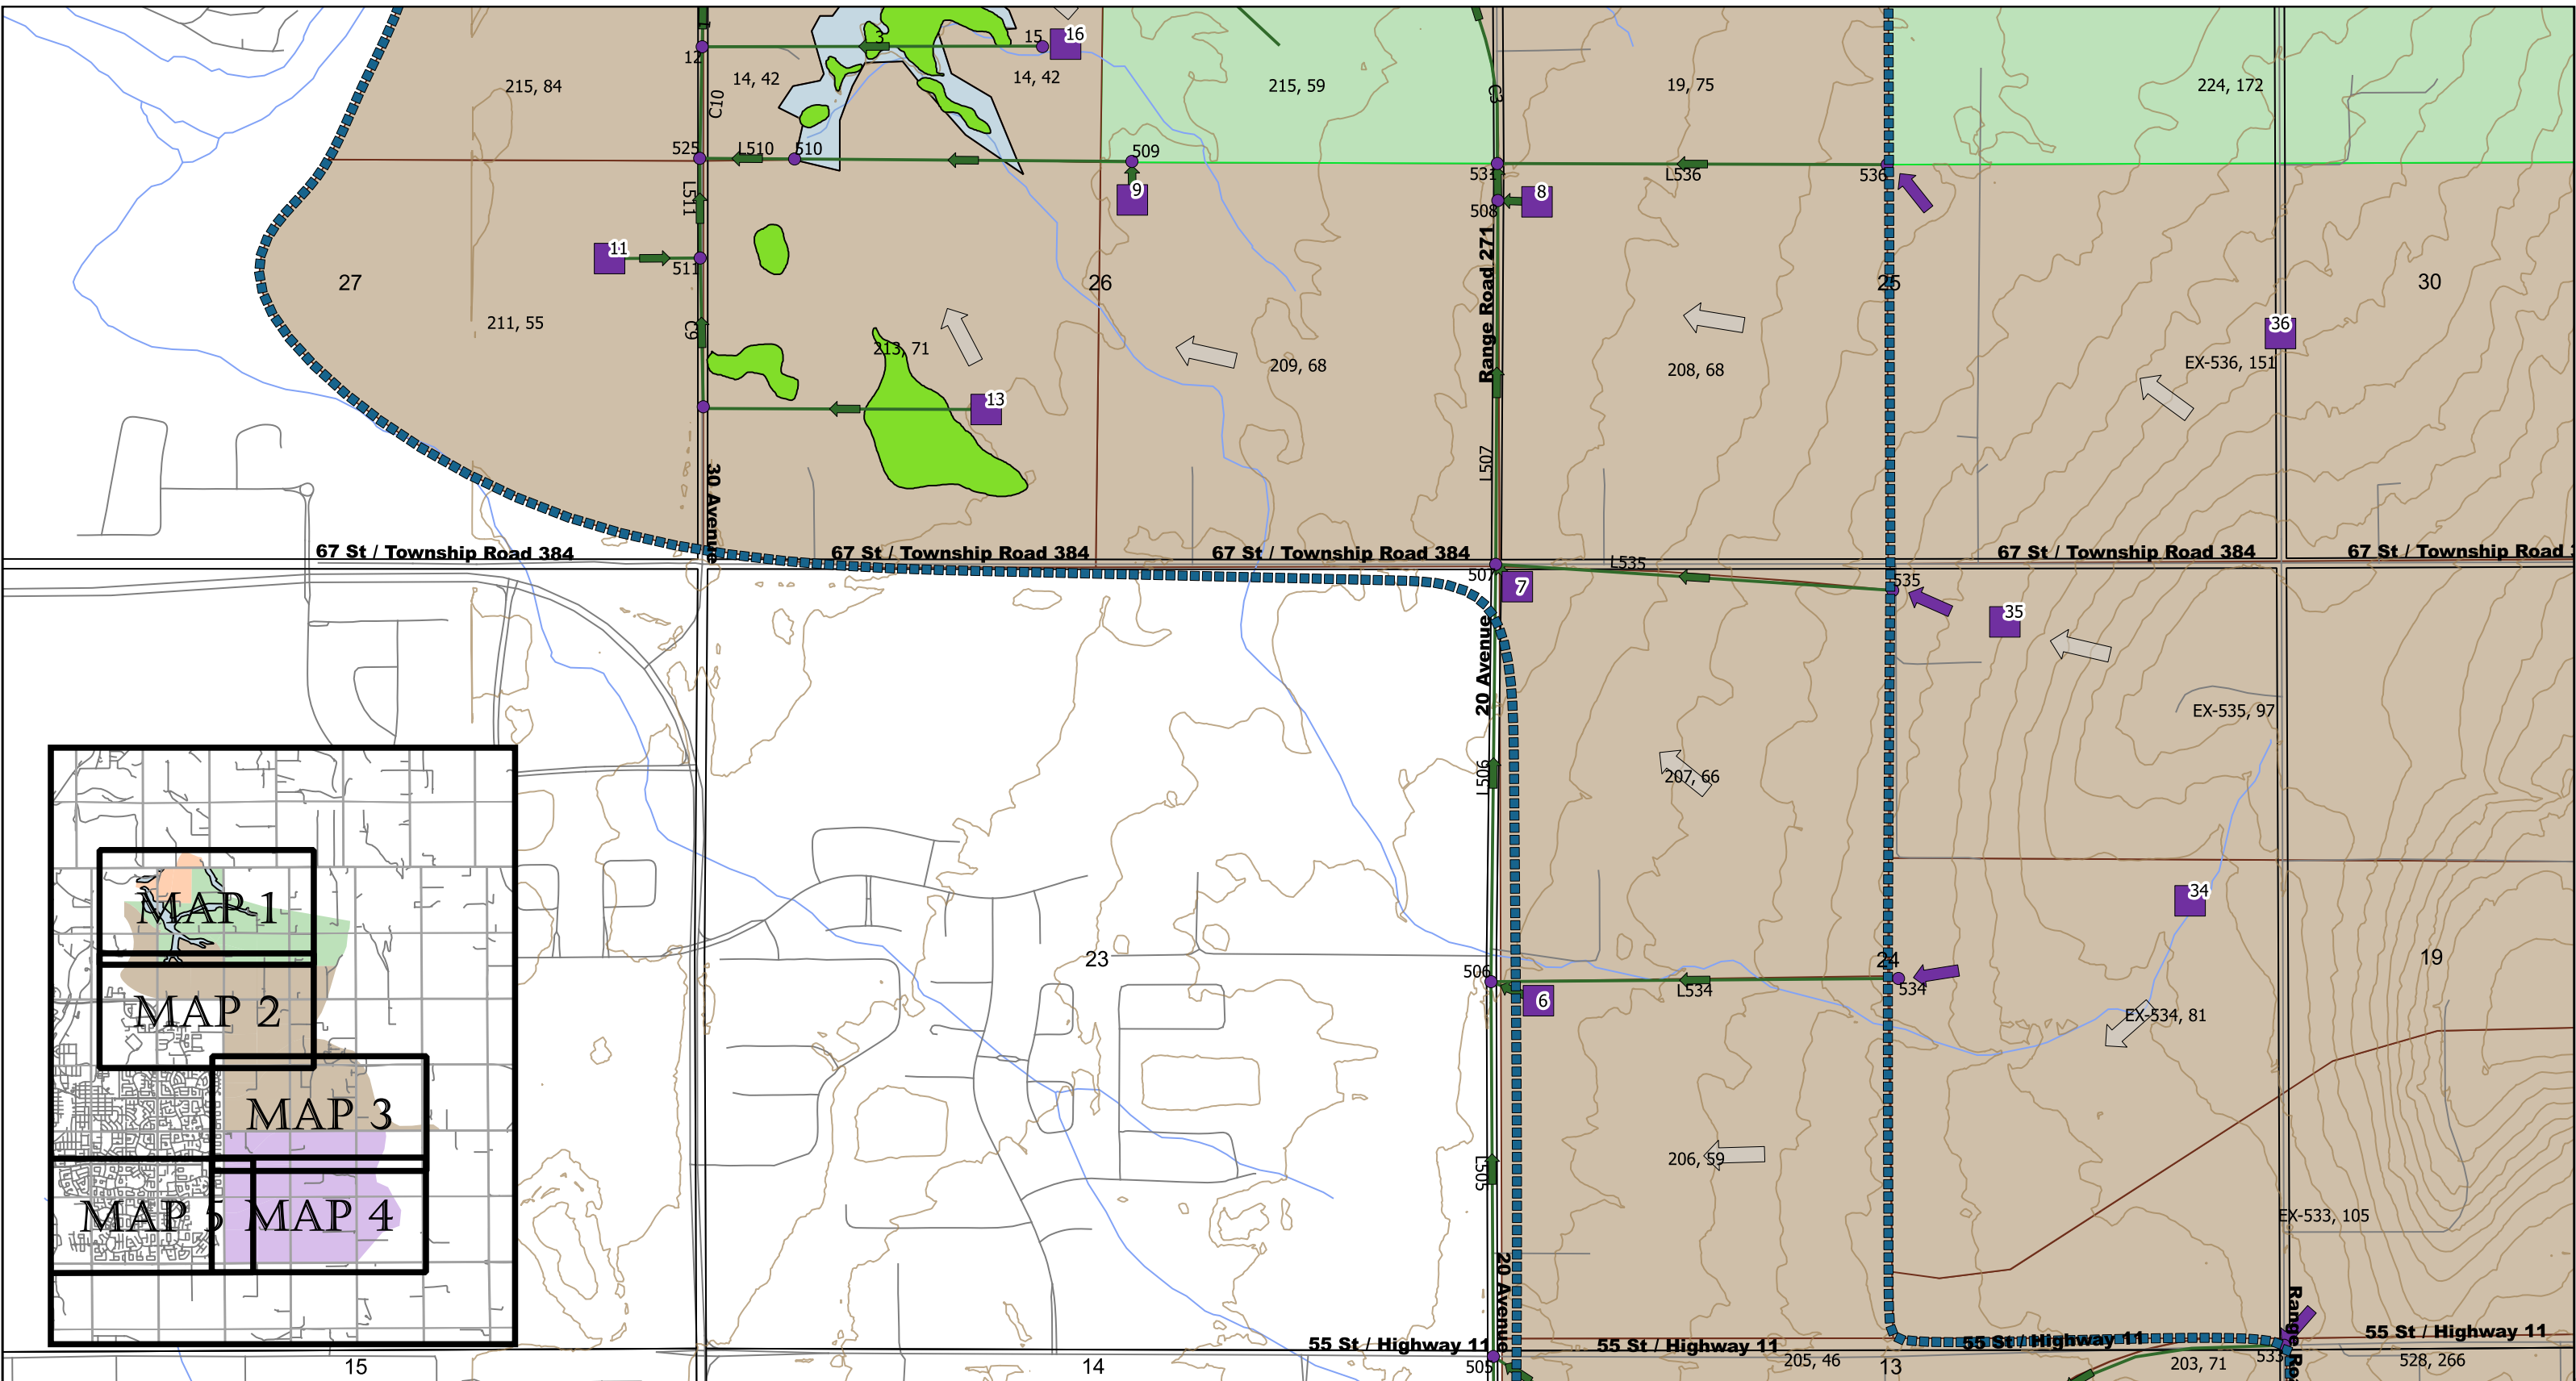 12
3
15
16
14, 42
14, 42
215, 84
215, 59
19, 75
224, 172
C10
C3
525
L510
510
509
9
531
508
8
L536
536
L511
11
511
27
26
25
30
Range Road 271
C9
211, 55
213, 71
209, 68
208, 68
36
EX-536, 151
13
30 Avenue
L507
67 St / Township Road 384
67 St / Township Road 384
67 St / Township Road 384
67 St / Township Road 384
67 St / Township Road
507
7
L535
535
35
20 Avenue
EX-535, 97
L506
207, 66
34
23
24
19
506
6
L534
534
EX-534, 81
MAP 1
MAP 2
MAP 3
MAP 5
MAP 4
L505
206, 59
EX-533, 105
20 Avenue
55 St / Highway 11
55 St / Highway 11
55 St / Highway 11
55 St / Highway 11
15
14
505
205, 46
13
203, 71
533
528, 266